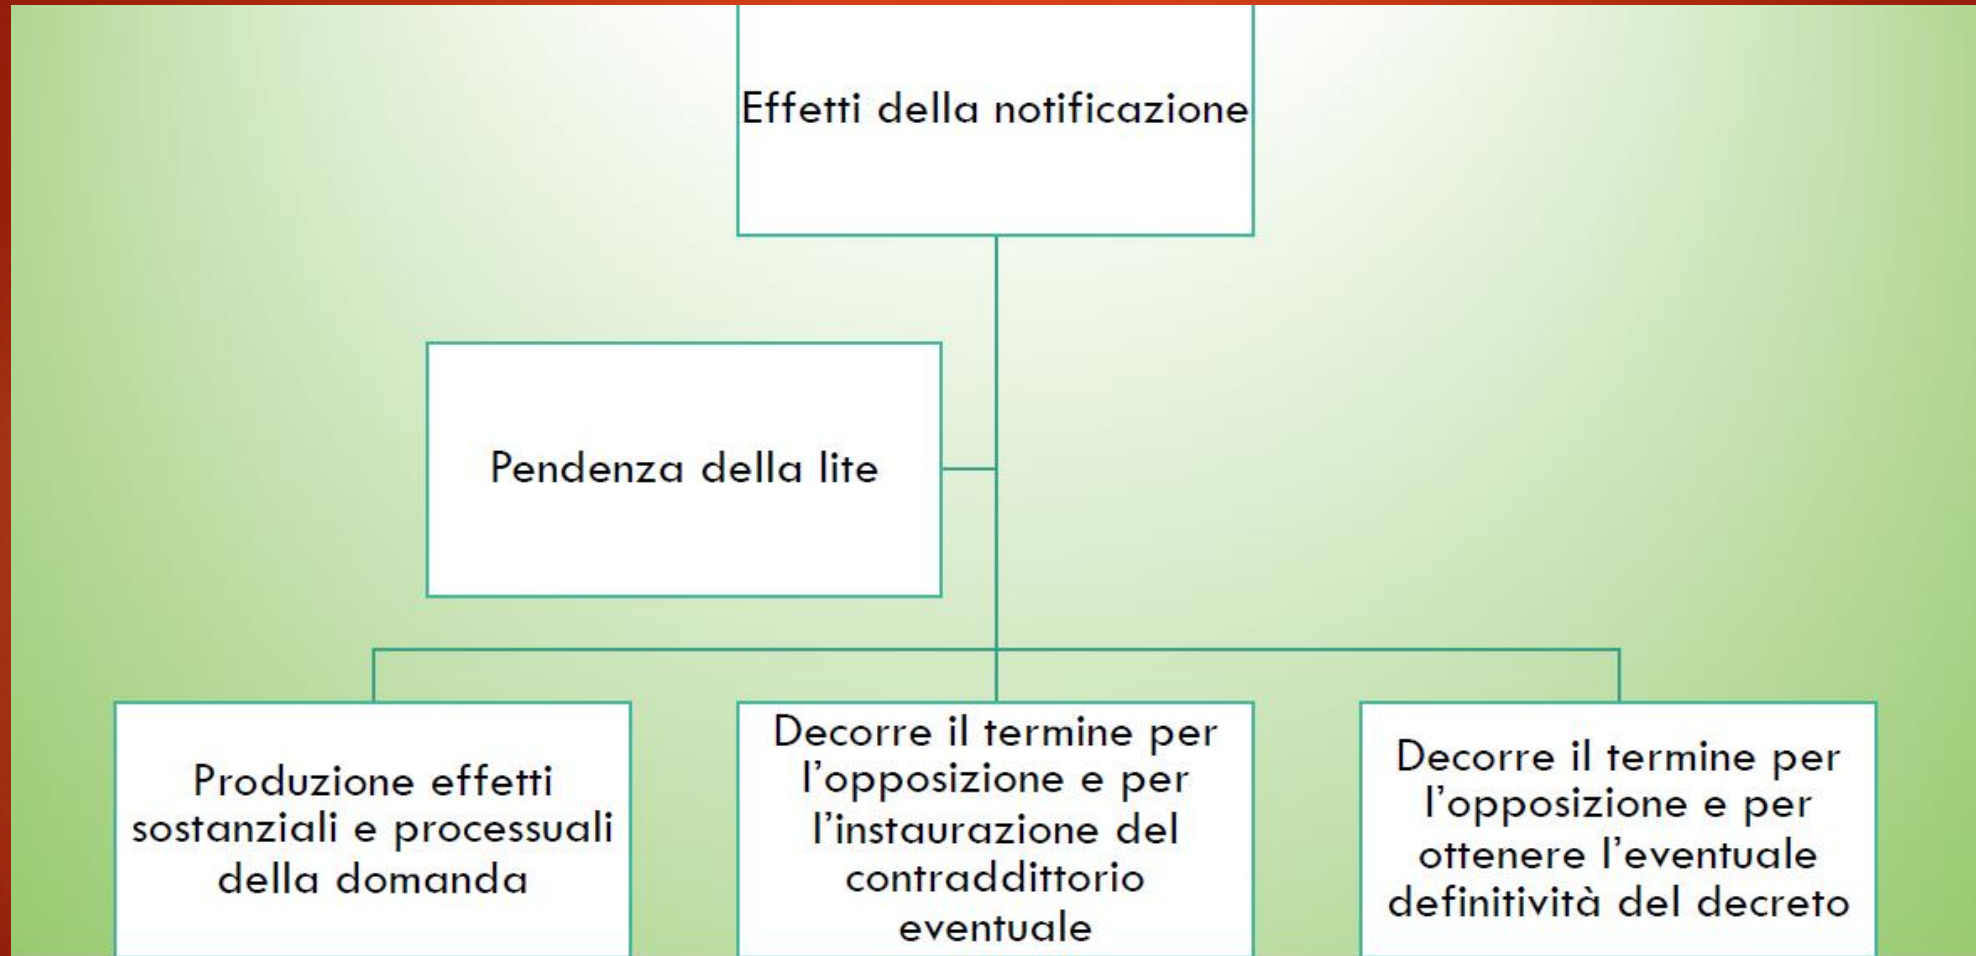 Effetti della notificazione
Pendenza della lite
Produzione effetti
sostanziali e processuali
della domanda
Decorre il termine per
l'opposizione e per
l'instaurazione del
contraddittorio
eventuale
Decorre il termine per
l'opposizione e per
ottenere l'eventuale
definitività del decreto